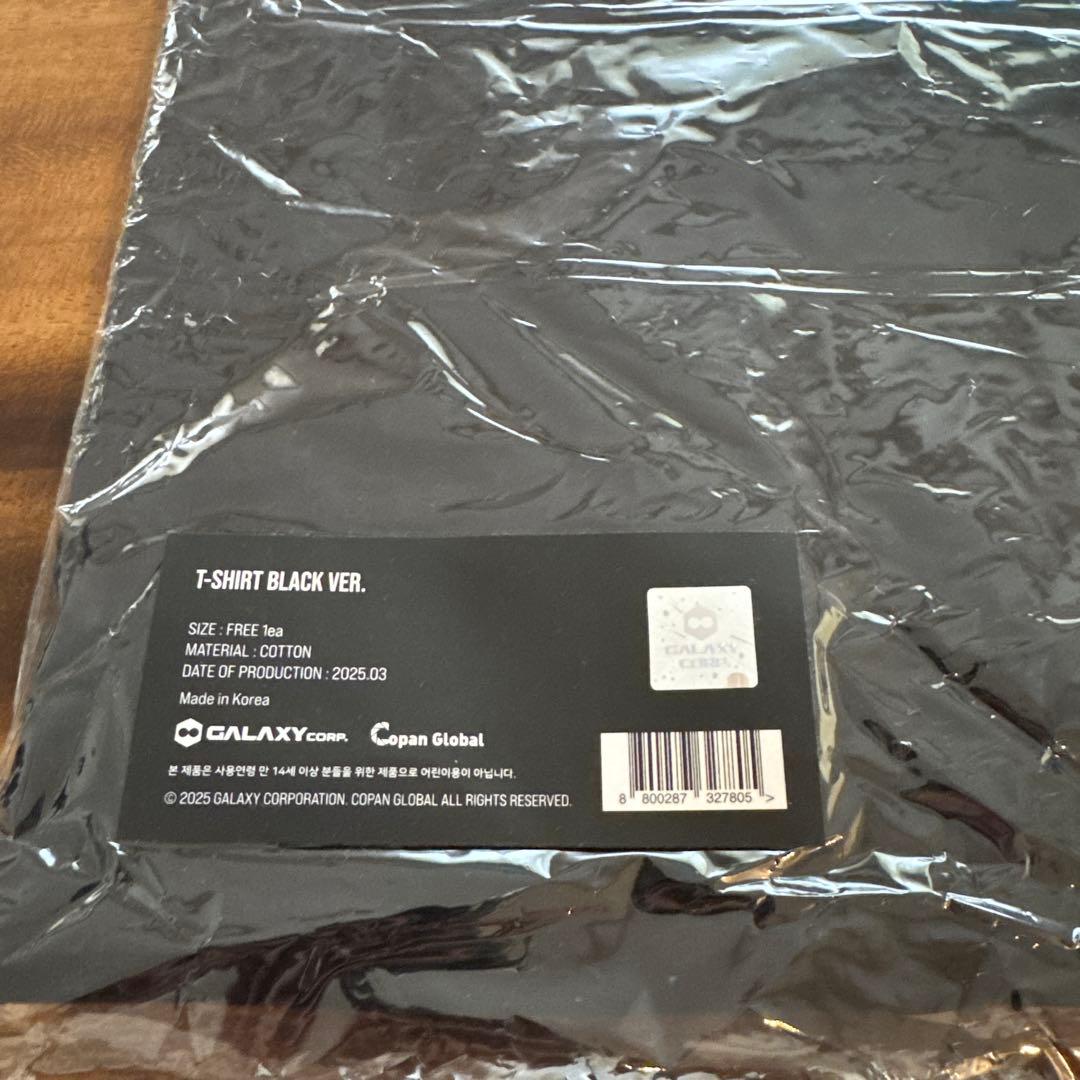 T-SHIRT BLACK VER.
SIZE : FREE 1ea
MATERIAL : COTTON
DATE OF PRODUCTION : 2025.03
Made in Korea
GALAXY CORP.
Copan Global
본 제품은 사용연령 만 14세 이상 분들을 위한 제품으로 어린이용이 아닙니다.
© 2025 GALAXY CORPORATION. COPAN GLOBAL ALL RIGHTS RESERVED.
GALAXY
CORP.
8 800287 327805 >